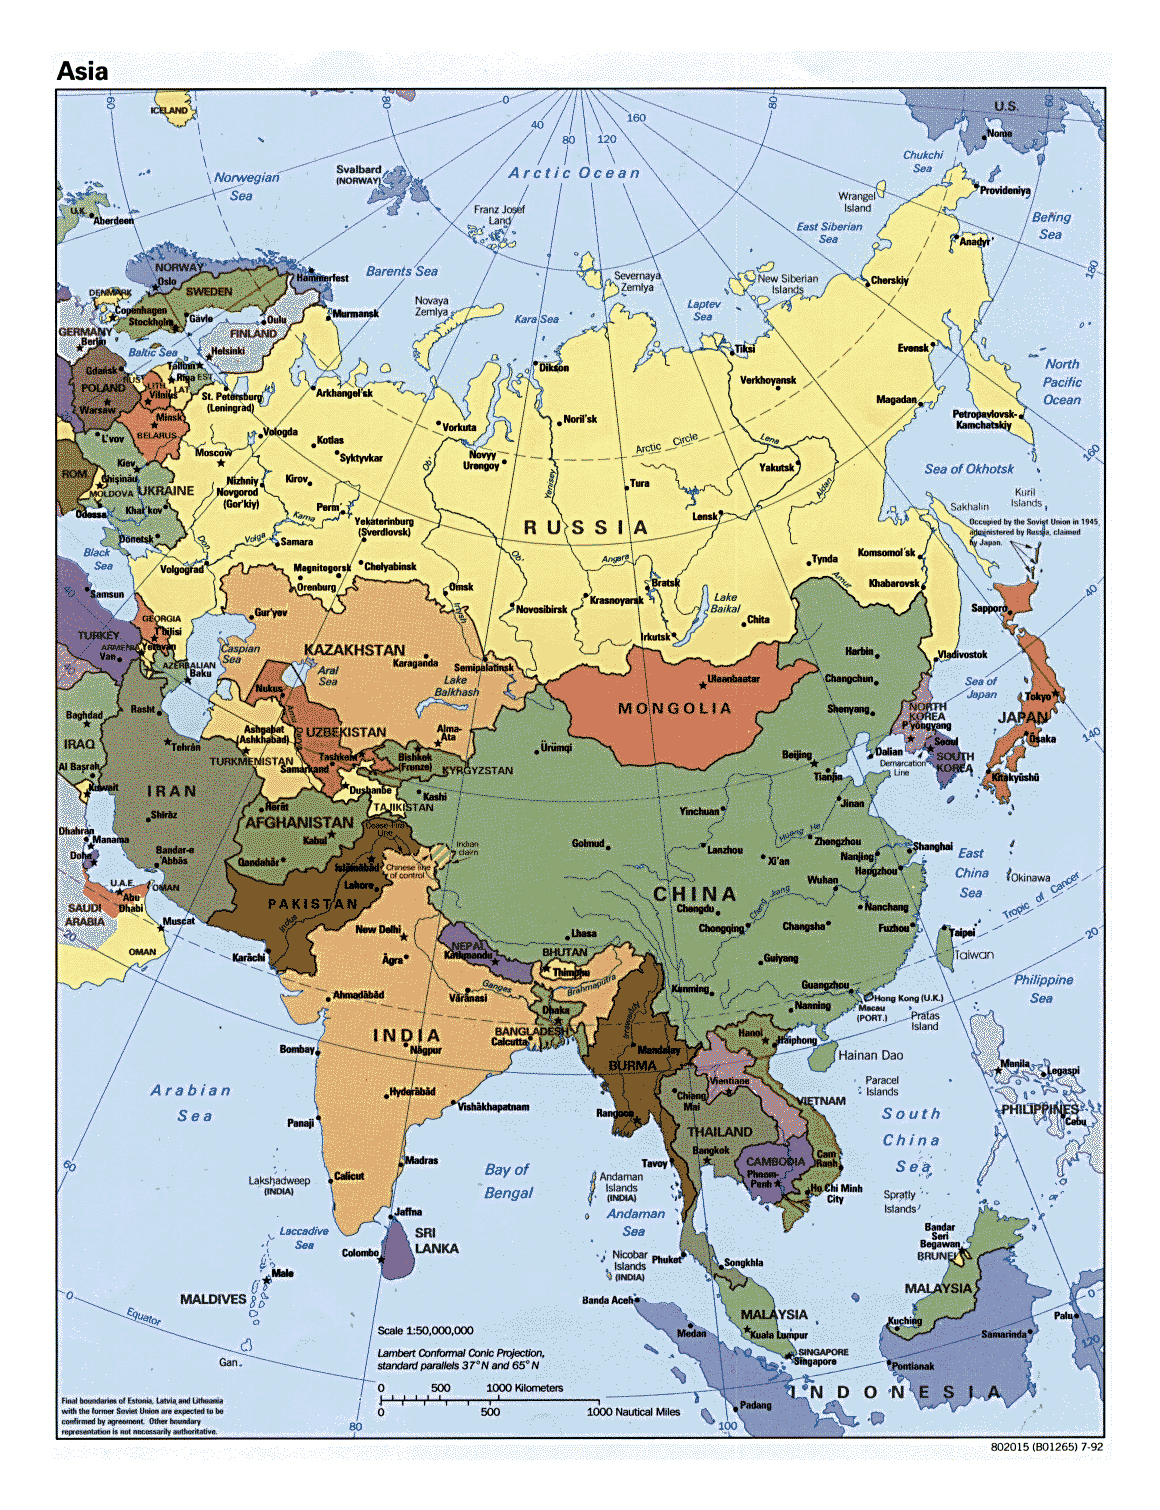 Asia
ICELAND
60
80
0
40
80
120
160
80
60
U.S.
Nome
Chukchi
Sea
Norwegian
Sea
Svalbard
(NORWAY)
Arctic Ocean
Franz Josef
Land
Wrangel
Island
Provideniya
Bering
Sea
East Siberian
Sea
Anadyr'
180
U.K.
Aberdeen
NORWAY
Oslo
Hammerfest
Barents Sea
Severnaya
Zemlya
New Siberian
Islands
Cherskiy
DENMARK
Copenhagen
SWEDEN
Stockholm
Gävle
Oulu
Murmansk
Novaya
Zemlya
Kara Sea
Laptev
Sea
GERMANY
Berlin
FINLAND
Helsinki
Baltic Sea
Tallinn
Riga
EST
Tiksi
Evensk
North
Pacific
Ocean
Gdańsk
POLAND
RUS
LITH
LAT
Vilnius
Warsaw
Minsk
BELARUS
St. Petersburg
(Leningrad)
Arkhangel'sk
Dikson
Verkhoyansk
Magadan
Petropavlovsk-
Kamchatskiy
L'vov
Vologda
Kotlas
Vorkuta
Noril'sk
Arctic Circle
Lena
160
Moscow
Syktyvkar
Novyy
Urengoy
Ob'
Yenisey
Yakutsk
Aldan
Sea of Okhotsk
ROM.
Kiev
Chişinău
MOLDOVA
UKRAINE
Nizhniy
Novgorod
(Gor'kiy)
Kirov
Tura
Kuril
Islands
Sakhalin
Odessa
Khar'kov
Perm'
Kama
Yekaterinburg
(Sverdlovsk)
Lensk
RUSSIA
Occupied by the Soviet Union in 1945,
administered by Russia, claimed
by Japan.
Donetsk
Don
Volga
Samara
Black
Sea
Volgograd
Magnitogorsk
Chelyabinsk
Orenburg
Ob'
Angara
Tynda
Komsomol'sk
Amur
Khabarovsk
40
Samsun
Omsk
Irtysh
Novosibirsk
Krasnoyarsk
Bratsk
Lake
Baikal
Irkutsk
Chita
Sapporo
40
GEORGIA
T'bilisi
TURKEY
ARMENIA
Yerevan
Van
AZERBAIJAN
Baku
Gur'yev
Caspian
Sea
KAZAKHSTAN
Karaganda
Semipalatinsk
Aral
Sea
Lake
Balkhash
Harbin
Vladivostok
Sea of
Japan
Tokyo
JAPAN
Ōsaka
Kitakyūshū
140
Ulaanbaatar
MONGOLIA
Changchun
Shenyang
NORTH
KOREA
P'yŏngyang
Seoul
SOUTH
KOREA
Demarcation
Line
Dalian
Rasht
Nukus
Amu Darya
Baghdad
IRAQ
Tehrān
Ashgabat
(Ashkhabad)
UZBEKISTAN
Tashkent
Alma-
Ata
Bishkek
(Frunze)
KYRGYZSTAN
TURKMENISTAN
Samarkand
Dushanbe
TAJIKISTAN
Ürümqi
Kashi
Beijing
Tianjin
Al Başrah
Kuwait
IRAN
Shīrāz
Herāt
AFGHANISTAN
Kabul
Qandahār
Cease-Fire
Line
Indian
claim
Chinese line
of control
Yinchuan
Jinan
Golmud
Lanzhou
Huang He
Zhengzhou
Xi'an
Nanjing
Shanghai
Hangzhou
Wuhan
East
China
Sea
Okinawa
Tropic of Cancer
Dhahran
Manama
Doha
Bandar-e
'Abbās
Islāmābād
Lahore
PAKISTAN
Indus
U.A.E.
OMAN
Abu
Dhabi
SAUDI
ARABIA
Muscat
OMAN
20
Karāchi
New Delhi
Āgra
CHINA
Chengdu
Chang Jiang
Chongqing
Changsha
Nanchang
Fuzhou
Taipei
Taiwan
20
NEPAL
Kathmandu
Lhasa
BHUTAN
Thimphu
Brahmaputra
Ganges
Guiyang
Kunming
Guangzhou
Nanning
Hong Kong (U.K.)
Macau
(PORT.)
Pratas
Island
Philippine
Sea
Ahmadābād
Vārānasi
Dhaka
BANGLADESH
Calcutta
INDIA
Nāgpur
Bombay
Irrawaddy
Mandalay
BURMA
Hanoi
Haiphong
Hainan Dao
Manila
Legaspi
Arabian
Sea
Hyderābād
Vishākhapatnam
Panaji
Rangoon
Vientiane
Chiang
Mai
VIETNAM
Paracel
Islands
South
China
Sea
PHILIPPINES
Cebu
THAILAND
Bangkok
CAMBODIA
Phnom
Penh
Cam
Ranh
Ho Chi Minh
City
60
Madras
Bay of
Bengal
Tavoy
Lakshadweep
(INDIA)
Calicut
Andaman
Islands
(INDIA)
Andaman
Sea
Spratly
Islands
Laccadive
Sea
Jaffna
SRI
LANKA
Colombo
Nicobar
Islands
(INDIA)
Phuket
Songkhla
Bandar
Seri
Begawan
BRUNEI
MALAYSIA
0
Male
MALDIVES
Equator
Gan
Banda Aceh
Medan
MALAYSIA
Kuala Lumpur
SINGAPORE
Singapore
Kuching
Samarinda
Palu
0
120
Pontianak
INDONESIA
Padang
Scale 1:50,000,000
Lambert Conformal Conic Projection,
standard parallels 37°N and 65°N
0 500 1000 Kilometers
0 500 1000 Nautical Miles
80
100
Final boundaries of Estonia, Latvia, and Lithuania
with the former Soviet Union are expected to be
confirmed by agreement. Other boundary
representation is not necessarily authoritative.
802015 (B01265) 7-92